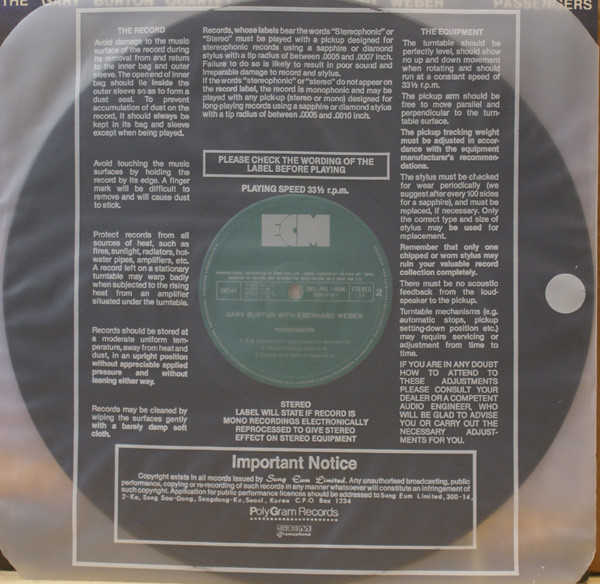 THE GARY BURTON QUAR
WEBER
PASSENGERS
THE RECORD
Avoid damage to the music
surface of the record during
its removal from and return
to the inner bag and outer
sleeve. The open end of inner
bag should lie inside the
outer sleeve so as to form a
dust seal. To prevent
accumulation of dust on the
record, it should always be
kept in its bag and sleeve
except when being played.
Avoid touching the music
surfaces by holding the
record by its edge. A finger
mark will be difficult to
remove and will cause dust
to stick.
Protect records from all
sources of heat, such as
fires, sunlight, radiators, hot-
water pipes, amplifiers, etc.
A record left on a stationary
turntable may warp badly
when subjected to the rising
heat from an amplifier
situated under the turntable.
Records should be stored at
a moderate uniform tem-
perature, away from heat and
dust, in an upright position
without appreciable applied
pressure and without
leaning either way.
Records may be cleaned by
wiping the surfaces gently
with a barely damp soft
cloth.
Records, whose labels bear the words "Stereophonic" or
"Stereo" must be played with a pickup designed for
stereophonic records using a sapphire or diamond
stylus with a tip radius of between .0005 and .0007 inch.
Failure to do so is likely to result in poor sound and
irreparable damage to record and stylus.
If the words "stereophonic" or "stereo" do not appear on
the record label, the record is monophonic and may be
played with any pick-up (stereo or mono) designed for
long-playing records using a sapphire or diamond stylus
with a tip radius of between .0005 and .0010 inch.
PLEASE CHECK THE WORDING OF THE
LABEL BEFORE PLAYING
PLAYING SPEED 33⅓ r.p.m.
ECM
STEREO
2
GARY BURTON WITH EBERHARD WEBER
PASSENGERS
STEREO
LABEL WILL STATE IF RECORD IS
MONO RECORDINGS ELECTRONICALLY
REPROCESSED TO GIVE STEREO
EFFECT ON STEREO EQUIPMENT
THE EQUIPMENT
The turntable should be
perfectly level, should show
no up and down movement
when rotating and should
run at a constant speed of
33⅓ r.p.m.
The pickup arm should be
free to move parallel and
perpendicular to the turn-
table surface.
The pickup tracking weight
must be adjusted in accor-
dance with the equipment
manufacturer's recommen-
dations.
The stylus must be chacked
for wear periodically (we
suggest after every 100 sides
for a sapphire), and must be
replaced, if necessary. Only
the correct type and size of
stylus may be used for
replacement.
Remember that only one
chipped or worn stylus may
ruin your valuable record
collection completely.
There must be no acoustic
feedback from the loud-
speaker to the pickup.
Turntable mechanisms (e.g.
automatic stops, pickup
setting-down position etc.)
may require servicing or
adjustment from time to
time.
IF YOU ARE IN ANY DOUBT
HOW TO ATTEND TO
THESE ADJUSTMENTS
PLEASE CONSULT YOUR
DEALER OR A COMPETENT
AUDIO ENGINEER, WHO
WILL BE GLAD TO ADVISE
YOU OR CARRY OUT THE
NECESSARY ADJUST-
MENTS FOR YOU.
Important Notice
Copyright exists in all records issued by Sung Eum Limited. Any unauthorised broadcasting, public
performance, copying or re-recording of such records in any manner whatsoever will constitute an infringement of
such copyright. Application for public performance licences should be addressed to Sung Eum Limited, 300-14,
2-Ka, Sung Soo-Dong, Sungdong-Ku, Seoul, Korea C.P.O Box 1234
PolyGram Records